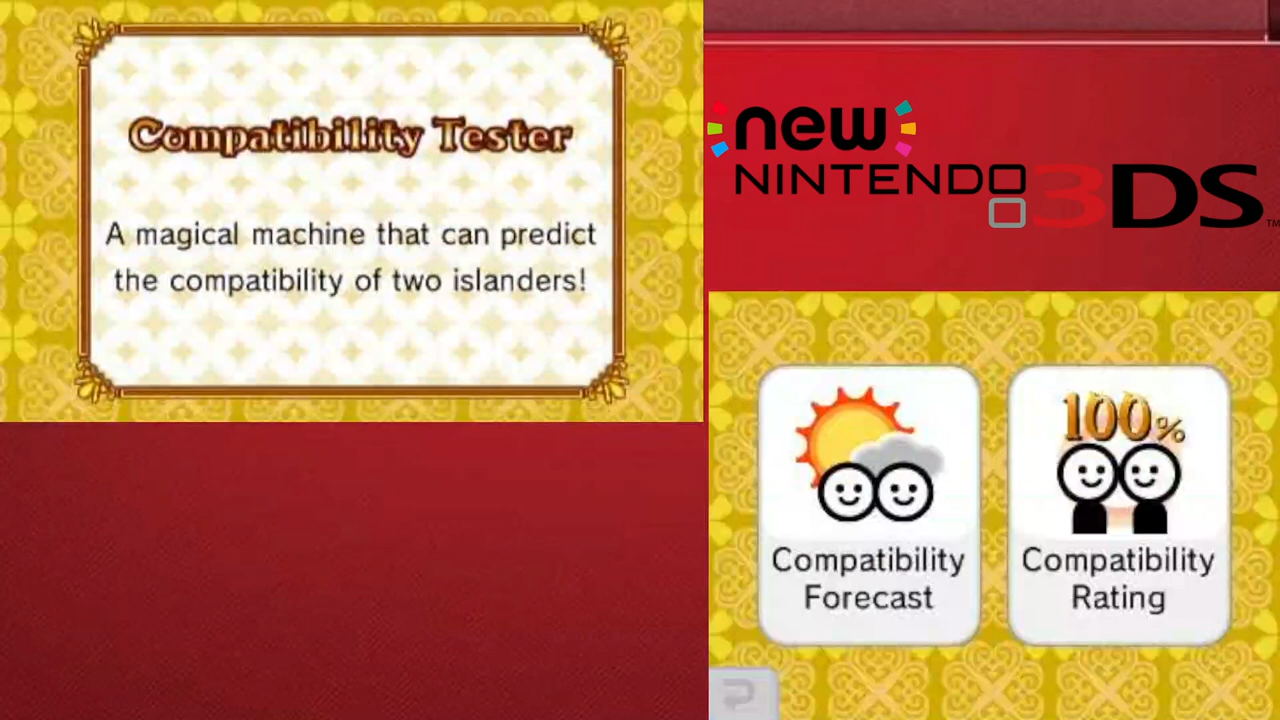 Compatibility Tester
A magical machine that can predict
the compatibility of two islanders!
new
NINTENDO 3DS
TM
100%
Compatibility
Forecast
Compatibility
Rating